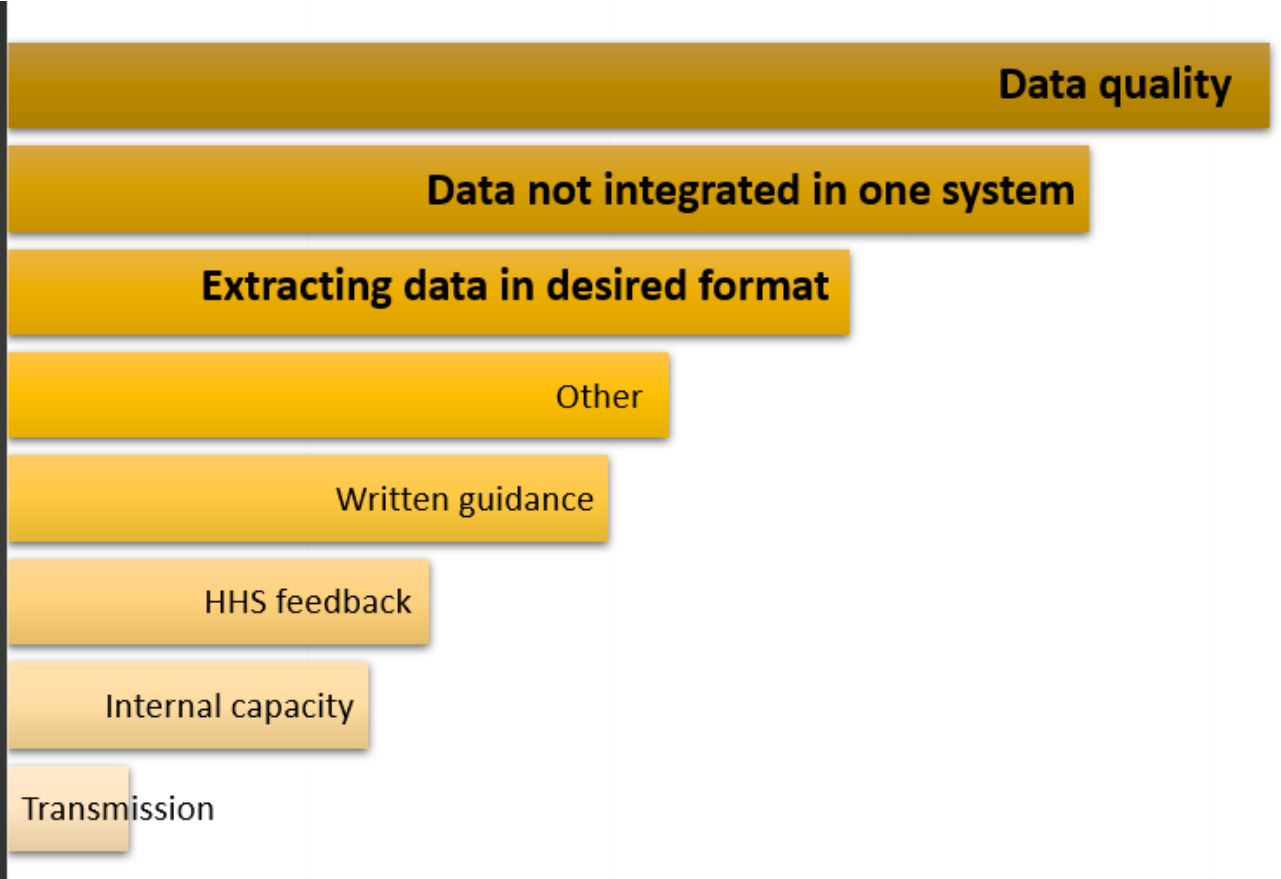 Data quality
Data not integrated in one system
Extracting data in desired format
Other
Written guidance
HHS feedback
Internal capacity
Transmission